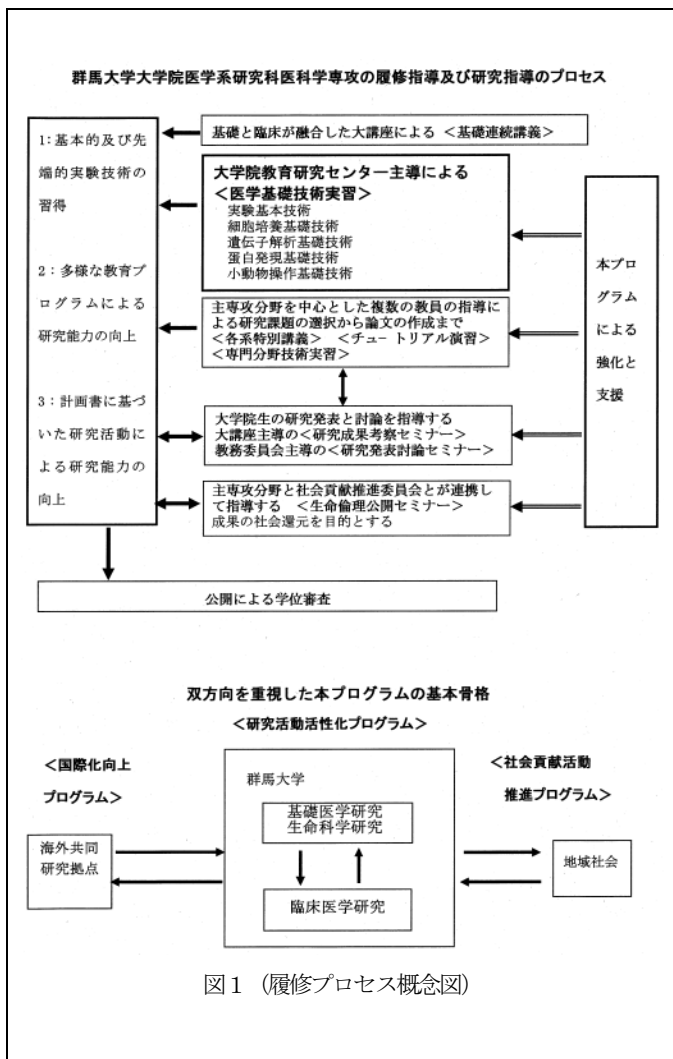 群馬大学大学院医学系研究科医科学専攻の履修指導及び研究指導のプロセス
1:基本的及び先
端的実験技術の
習得
2：多様な教育プ
ログラムによる
研究能力の向上
3：計画書に基づ
いた研究活動に
よる研究能力の
向上
基礎と臨床が融合した大講座による ＜基礎連続講義＞
大学院教育研究センター主導による
＜医学基礎技術実習＞
実験基本技術
細胞培養基礎技術
遺伝子解析基礎技術
蛋白発現基礎技術
小動物操作基礎技術
主専攻分野を中心とした複数の教員の指導に
よる研究課題の選択から論文の作成まで
＜各系特別講義＞ ＜チュートリアル演習＞
＜専門分野技術実習＞
大学院生の研究発表と討論を指導する
大講座主導の＜研究成果考察セミナー＞
教務委員会主導の＜研究発表討論セミナー＞
主専攻分野と社会貢献推進委員会とが連携し
て指導する ＜生命倫理公開セミナー＞
成果の社会還元を目的とする
本プロ
グラム
による
強化と
支援
公開による学位審査
双方向を重視した本プログラムの基本骨格
＜研究活動活性化プログラム＞
＜国際化向上
プログラム＞
＜社会貢献活動
推進プログラム＞
群馬大学
基礎医学研究
生命科学研究
臨床医学研究
海外共同
研究拠点
地域社会
図１（履修プロセス概念図）